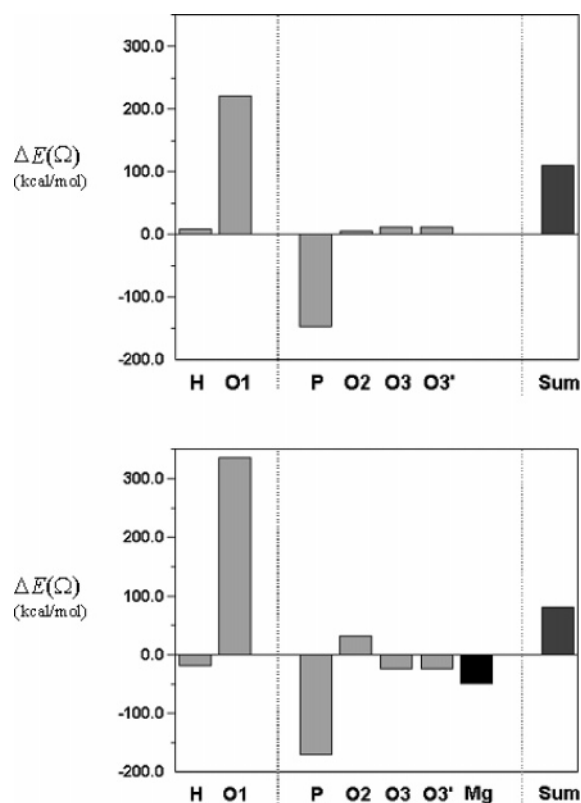 300.0
200.0
ΔE(Ω)
(kcal/mol)
100.0
0.0
-100.0
-200.0
H O1 P O2 O3 O3' Sum
300.0
200.0
ΔE(Ω)
(kcal/mol)
100.0
0.0
-100.0
-200.0
H O1 P O2 O3 O3' Mg Sum